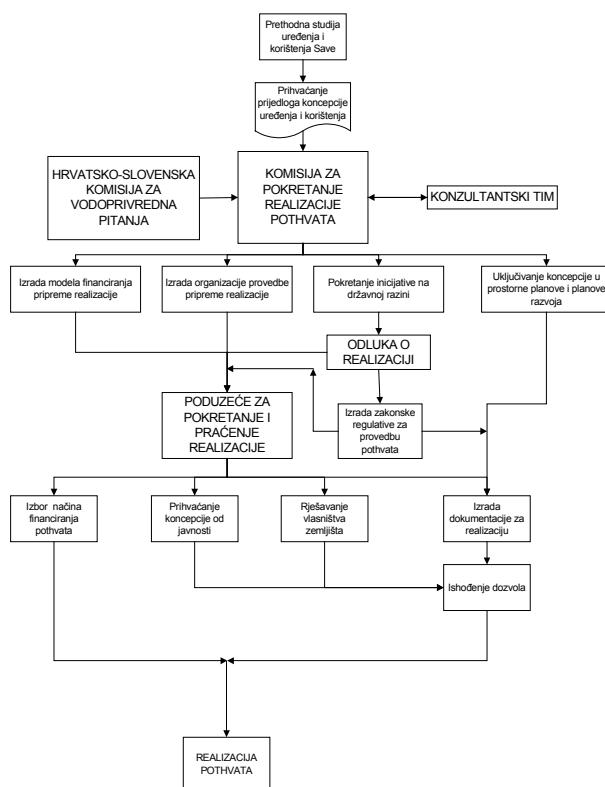 Prethodna studija
uređenja i
korištenja Save
Prihvaćanje
prijedloga koncepcije
uređenja i korištenja
HRVATSKO-SLOVENSKA
KOMISIJA ZA
VODOPRIVREDNA
PITANJA
KOMISIJA ZA
POKRETANJE
REALIZACIJE
POTHVATA
KONZULTANTSKI TIM
Izrada modela financiranja
pripreme realizacije
Izrada organizacije provedbe
pripreme realizacije
Pokretanje inicijative na
državnoj razini
Uključivanje koncepcije u
prostorne planove i planove
razvoja
ODLUKA O
REALIZACIJI
PODUZEĆE ZA
POKRETANJE I
PRAĆENJE
REALIZACIJE
Izrada zakonske
regulative za
provedbu
pothvata
Izbor načina
financiranja
pothvata
Prihvaćanje
koncepcije od
javnosti
Rješavanje
vlasništva
zemljišta
Izrada
dokumentacije za
realizaciju
Ishođenje dozvola
REALIZACIJA
POTHVATA